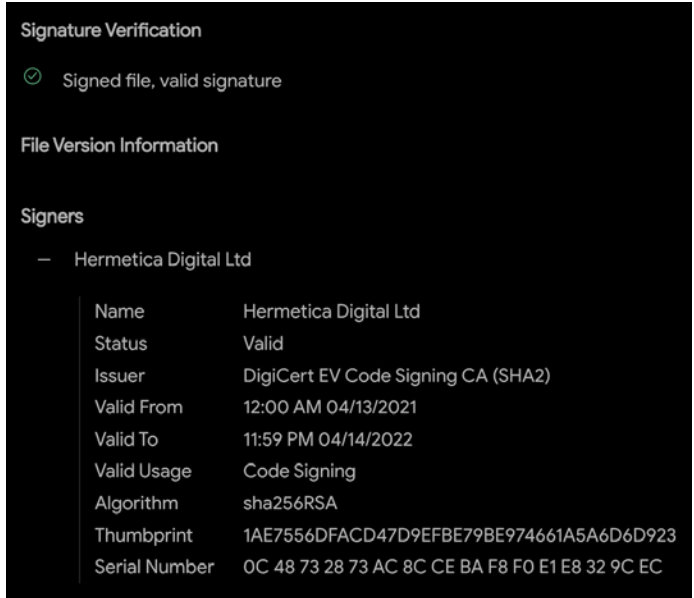 Signature Verification
Signed file, valid signature
File Version Information
Signers
– Hermetica Digital Ltd
Name Hermetica Digital Ltd
Status Valid
Issuer DigiCert EV Code Signing CA (SHA2)
Valid From 12:00 AM 04/13/2021
Valid To 11:59 PM 04/14/2022
Valid Usage Code Signing
Algorithm sha256RSA
Thumbprint 1AE7556DFACD47D9EFBE79BE974661A5A6D6D923
Serial Number 0C 48 73 28 73 AC 8C CE BA F8 F0 E1 E8 32 9C EC